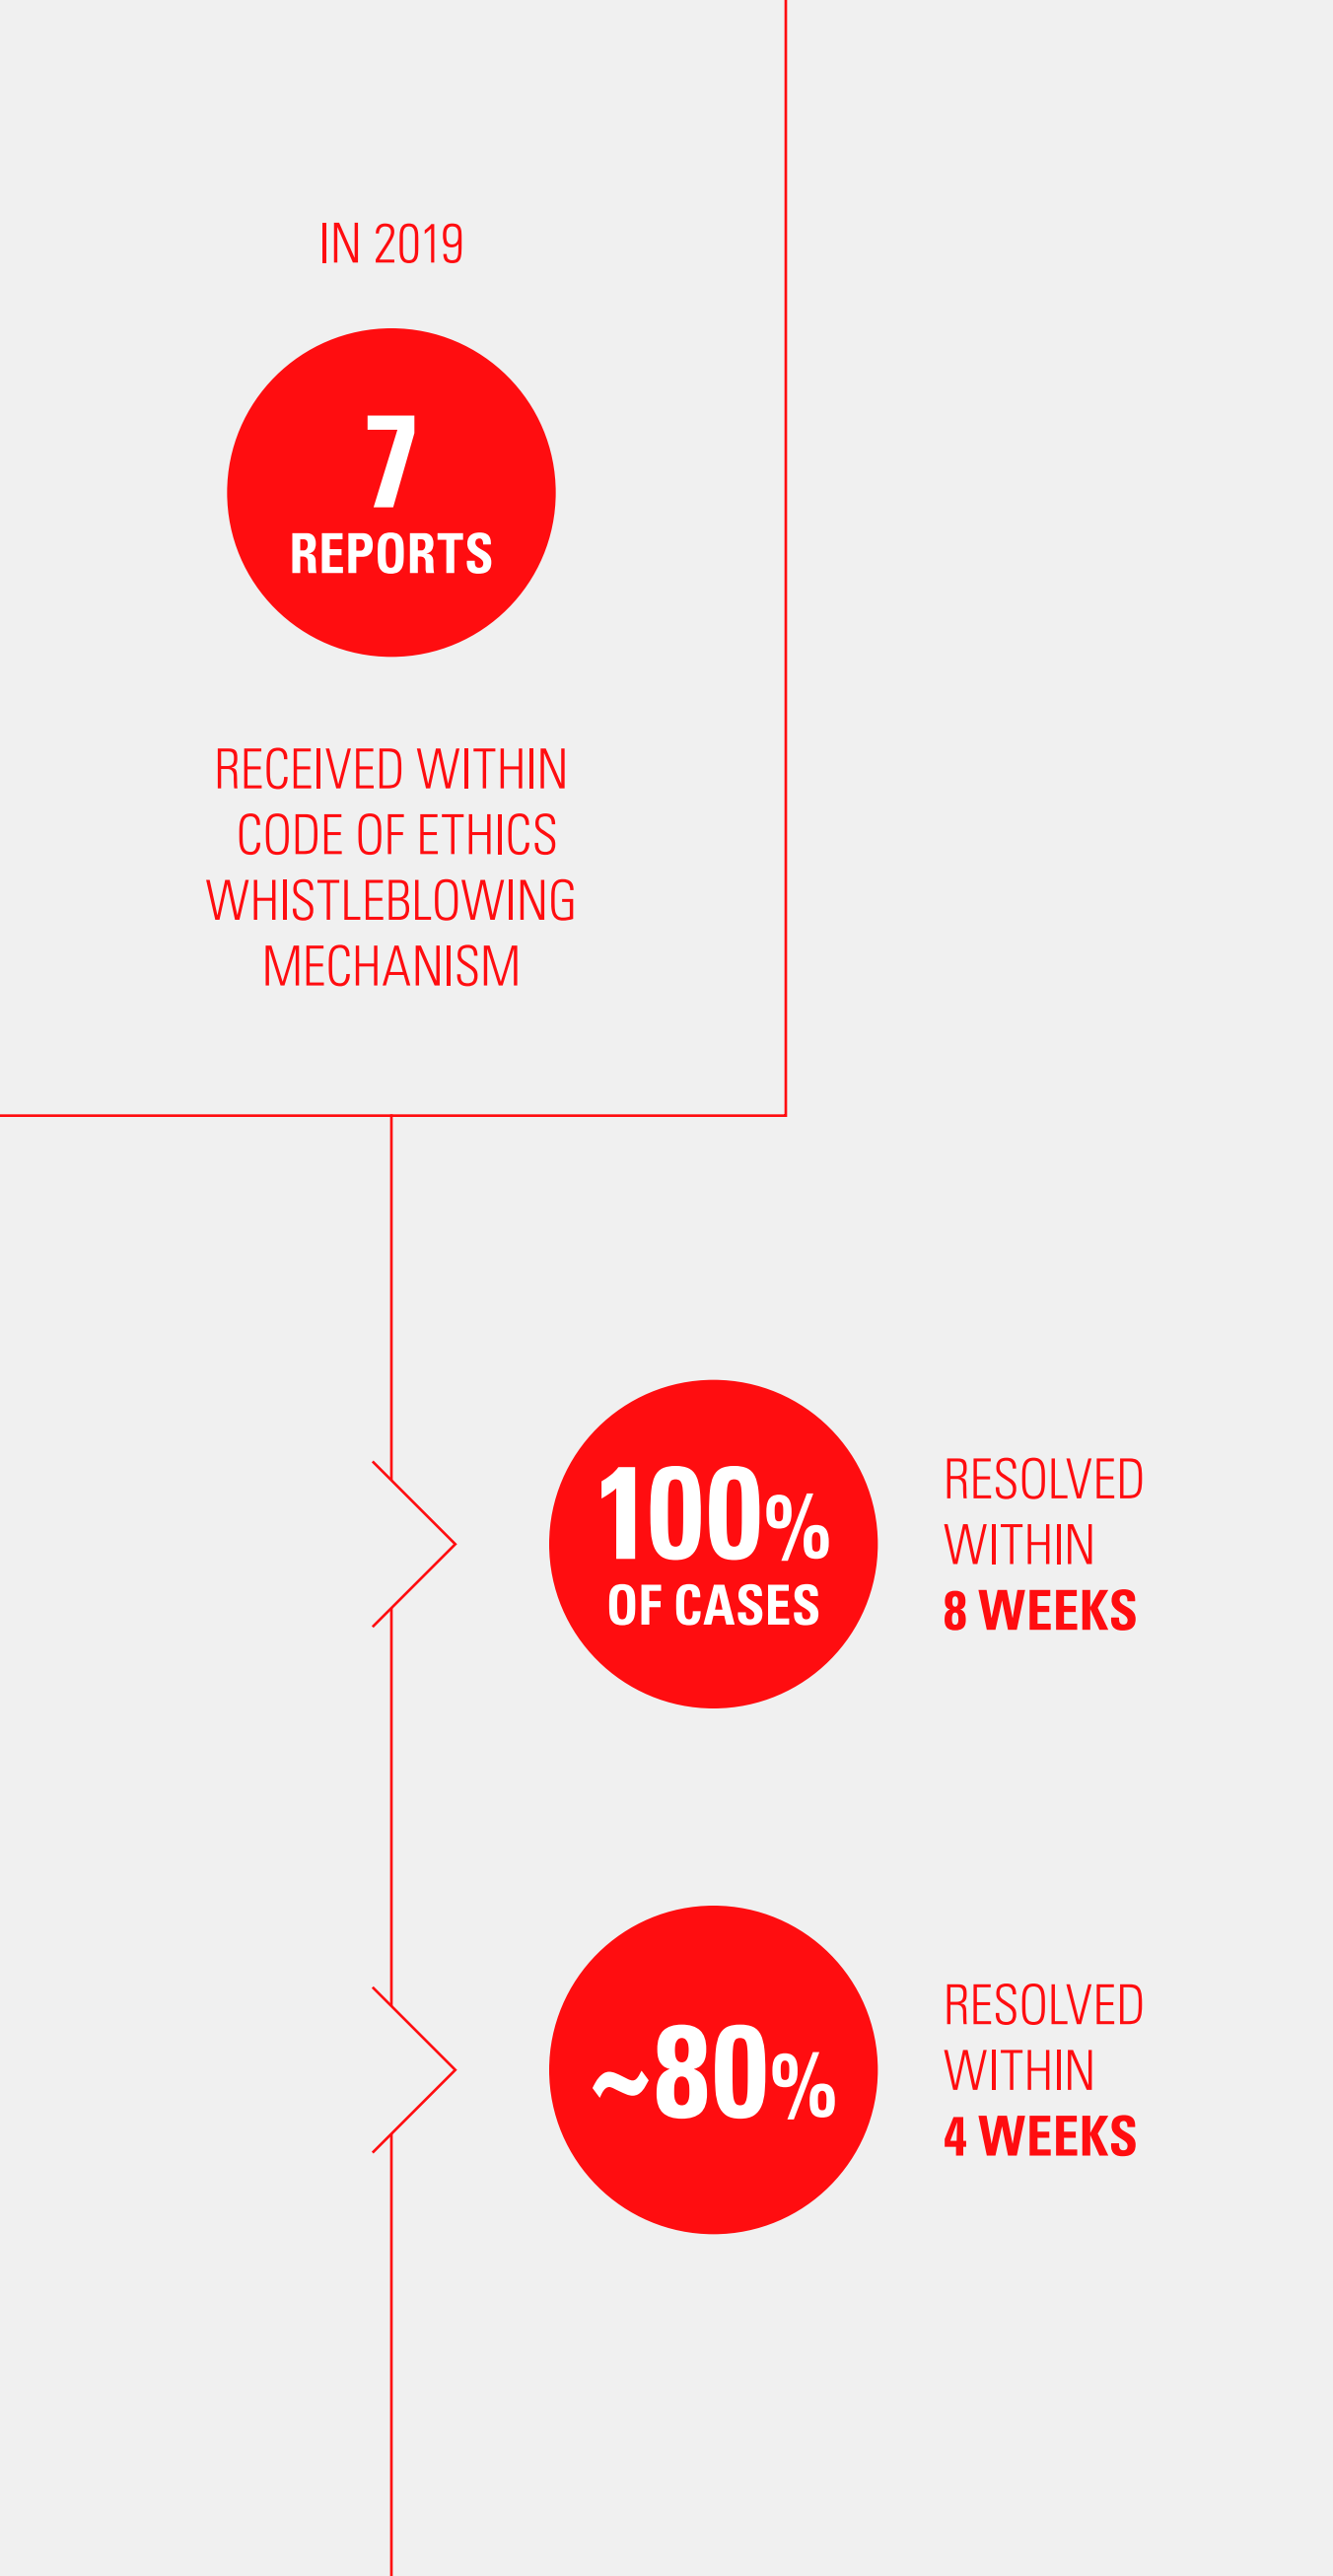 IN 2019
7
REPORTS
RECEIVED WITHIN
CODE OF ETHICS
WHISTLEBLOWING
MECHANISM
100%
OF CASES
RESOLVED
WITHIN
8 WEEKS
~80%
RESOLVED
WITHIN
4 WEEKS